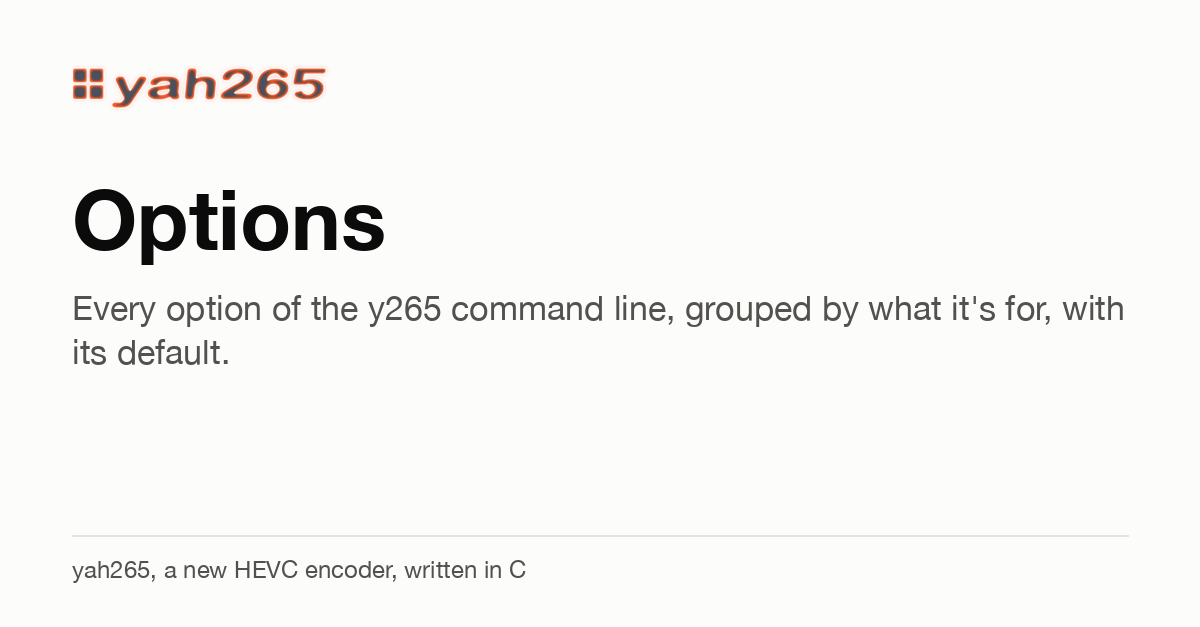 yah265
Options
Every option of the y265 command line, grouped by what it's for, with
its default.
yah265, a new HEVC encoder, written in C